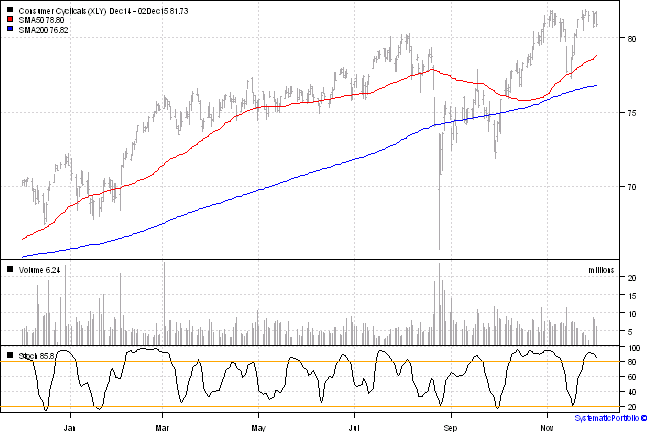 Consumer Cyclicals (XLY) Dec14 - 02Dec15 81.73
SMA50 78.80
SMA200 76.82
80
75
70
Volume 6.24
millions
20
15
10
5
Stoch 85.8
100
80
60
40
20
Jan
Mar
May
Jul
Sep
Nov
SystematicPortfolio ©